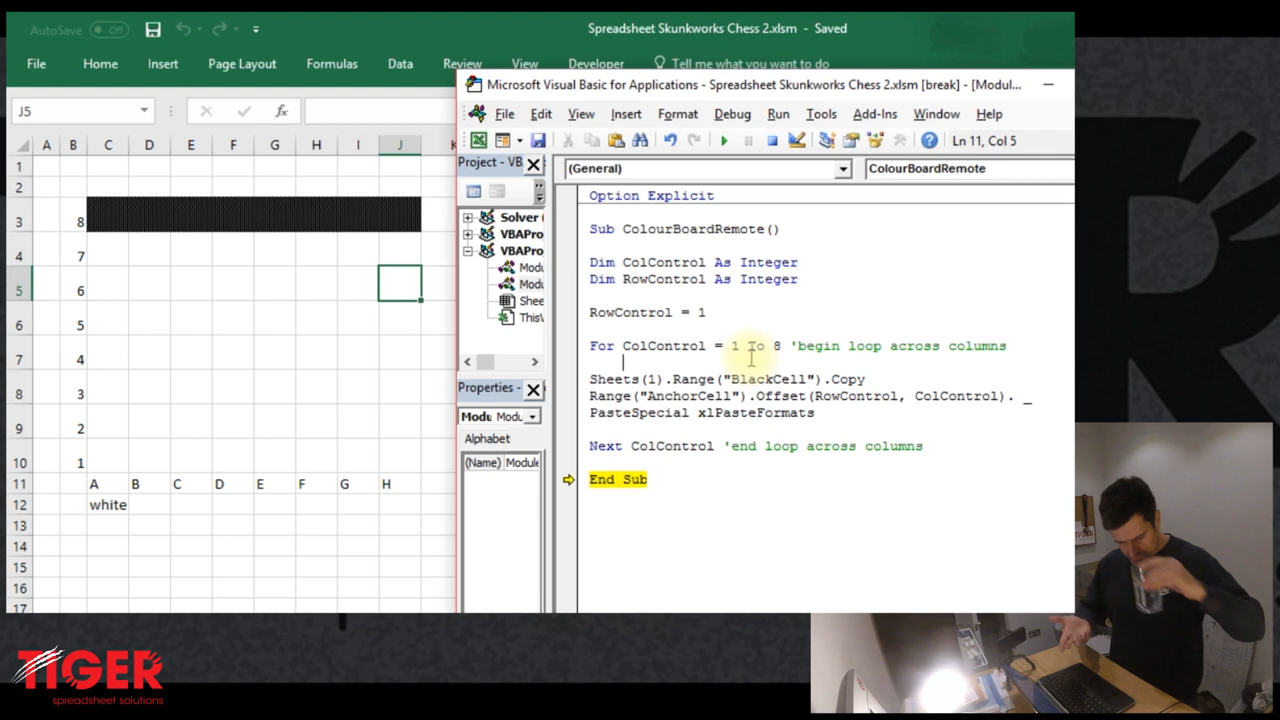 AutoSave Off
Spreadsheet Skunkworks Chess 2.xlsm - Saved
File Home Insert Page Layout Formulas Data Review View Developer Tell me what you want to do
Microsoft Visual Basic for Applications - Spreadsheet Skunkworks Chess 2.xlsm [break] - [Modul...
J5
fx
File Edit View Insert Format Debug Run Tools Add-Ins Window Help
Ln 11, Col 5
A B C D E F G H I J K
Project - VB
(General)
ColourBoardRemote
1
2
3 8
4 7
5 6
6 5
7 4
8 3
9 2
10 1
11 A B C D E F G H
12 white
13
14
15
16
17
Solver (
VBAPro
VBAPro
Modu
Modu
Shee
ThisV
Properties -
Modu Modu
Alphabet
(Name) Module
Option Explicit
Sub ColourBoardRemote()
Dim ColControl As Integer
Dim RowControl As Integer
RowControl = 1
For ColControl = 1 To 8 'begin loop across columns
Sheets(1).Range("BlackCell").Copy
Range("AnchorCell").Offset(RowControl, ColControl). _
PasteSpecial xlPasteFormats
Next ColControl 'end loop across columns
End Sub
TIGER
spreadsheet solutions